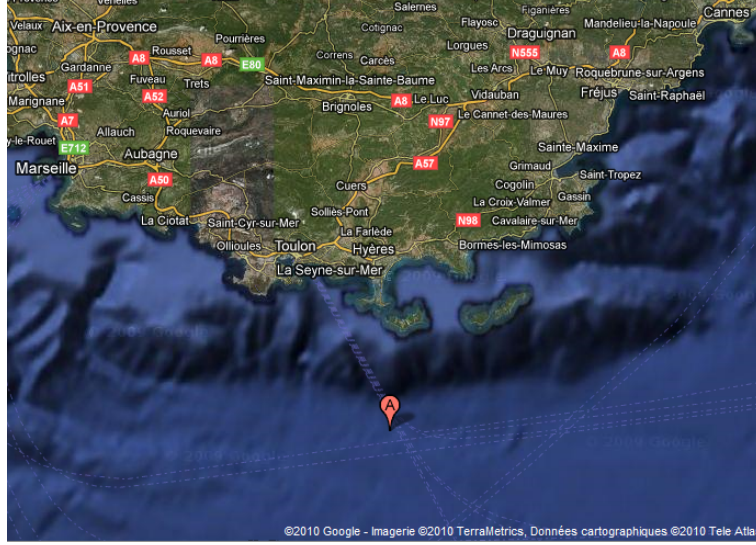 Salernes
Figanières
Cannes
Velaux
Venelles
Aix-en-Provence
Cotignac
Flayosc
Mandelieu-la-Napoule
Draguignan
Pourrières
Rousset
A8
A8
E80
Correns
Carcès
Lorgues
N555
A8
Gardanne
Fuveau
Trets
Saint-Maximin-la-Sainte-Baume
Les Arcs
Le Muy
Roquebrune-sur-Argens
Vitrolles
A51
A52
Brignoles
A8
Le Luc
Vidauban
Fréjus
Saint-Raphaël
Marignane
Auriol
N97
Le Cannet-des-Maures
A7
Allauch
Roquevaire
y-le-Rouet
E712
Aubagne
Sainte-Maxime
Marseille
A50
A57
Grimaud
Saint-Tropez
Cuers
Cogolin
Cassis
La Croix-Valmer
Gassin
Solliès-Pont
La Ciotat
Saint-Cyr-sur-Mer
N98
Cavalaire-sur-Mer
La Farlède
Ollioules
Toulon
Hyères
Bormes-les-Mimosas
La Seyne-sur-Mer
A
©2010 Google - Imagerie ©2010 TerraMetrics, Données cartographiques ©2010 Tele Atla